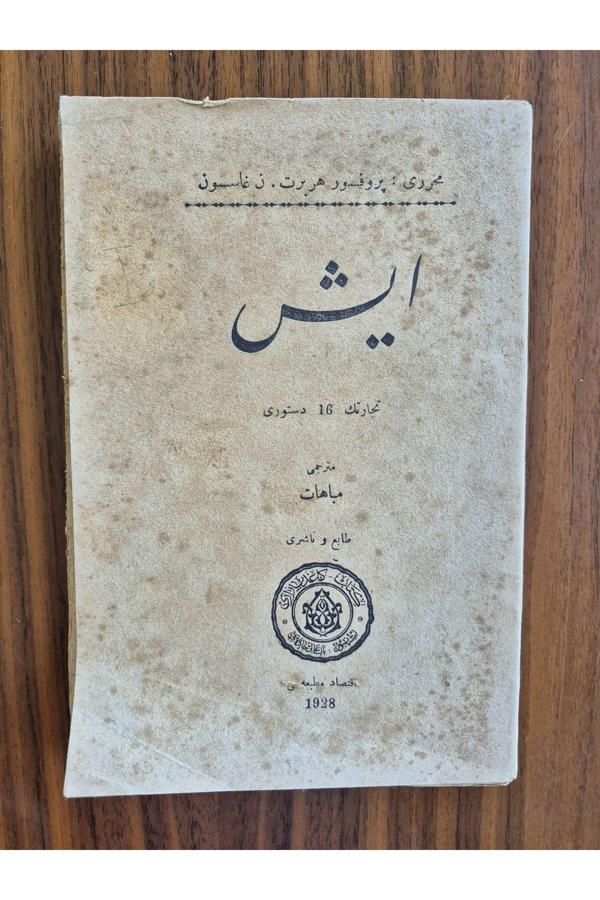 محرری : پروفسور هربرت . ن غاسسون
ایش
تجارتك 16 دستوری
مترجمی
مباهات
طابع و ناشری
اقتصاد مطبعه سی
1928